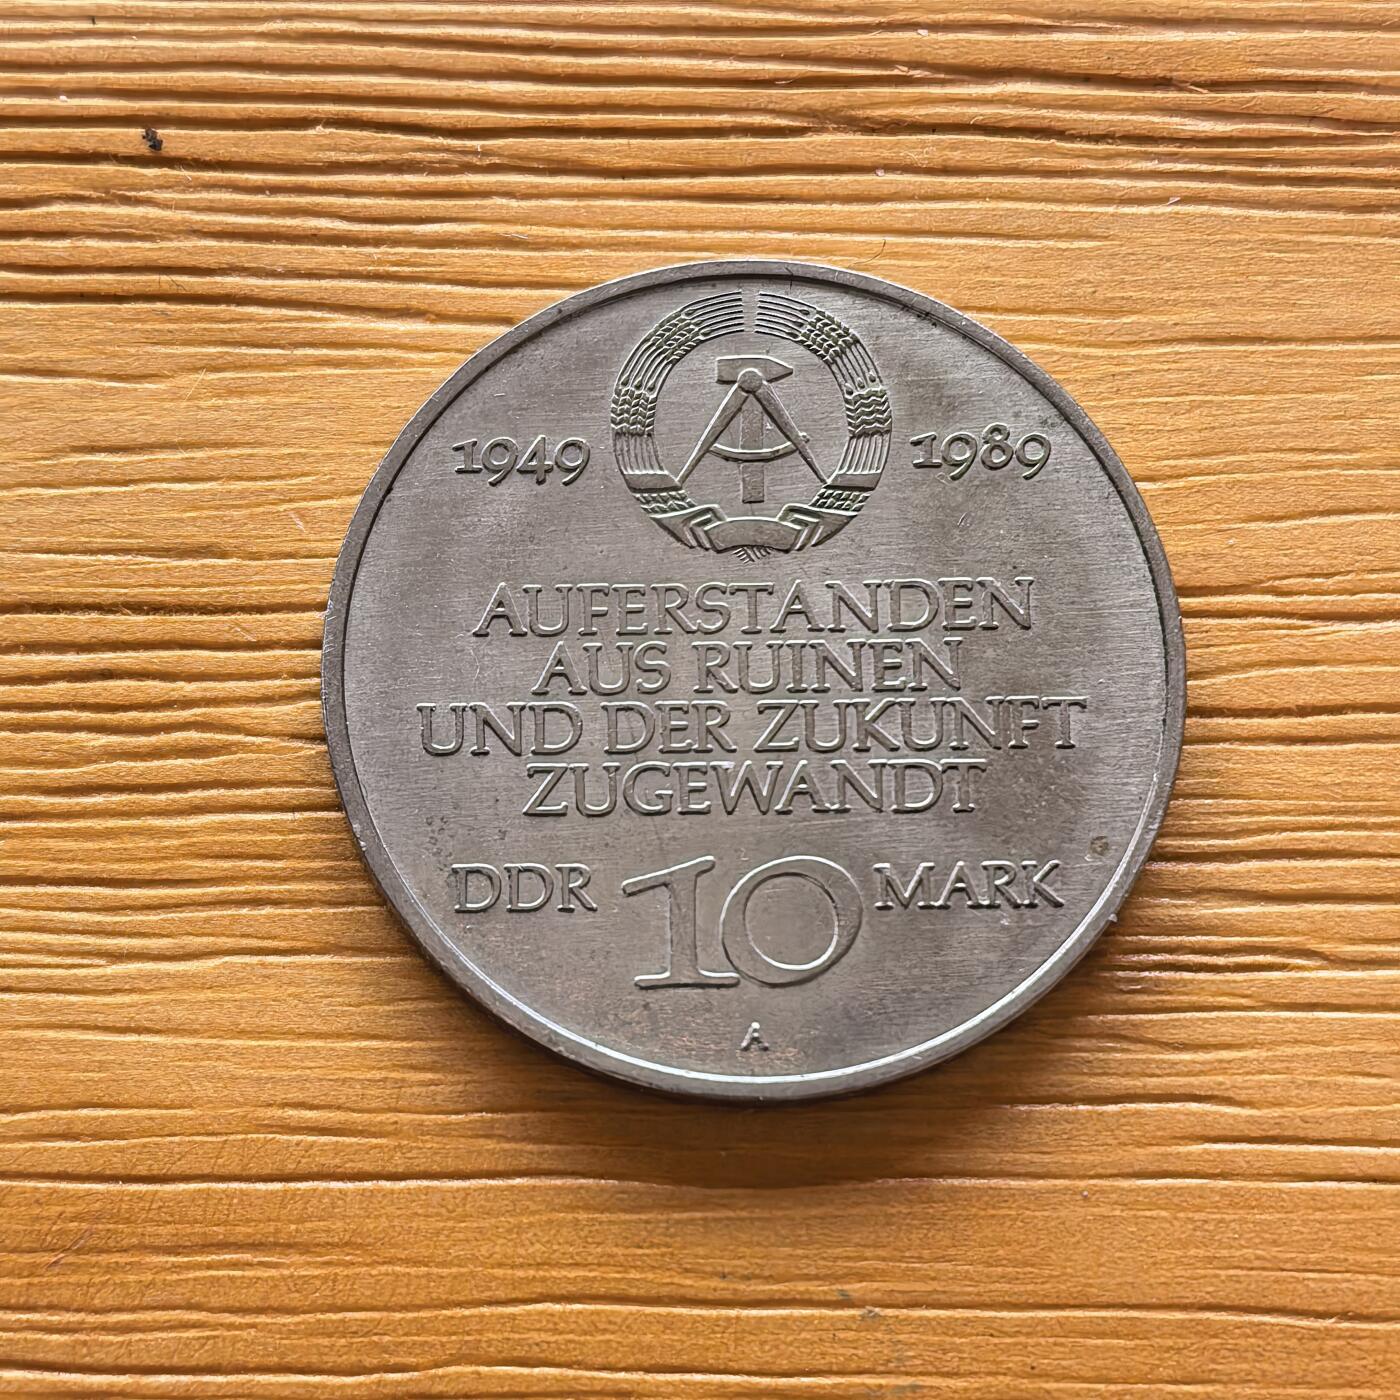 1949 1989
AUFERSTANDEN
AUS RUINEN
UND DER ZUKUNFT
ZUGEWANDT
DDR 10 MARK
A